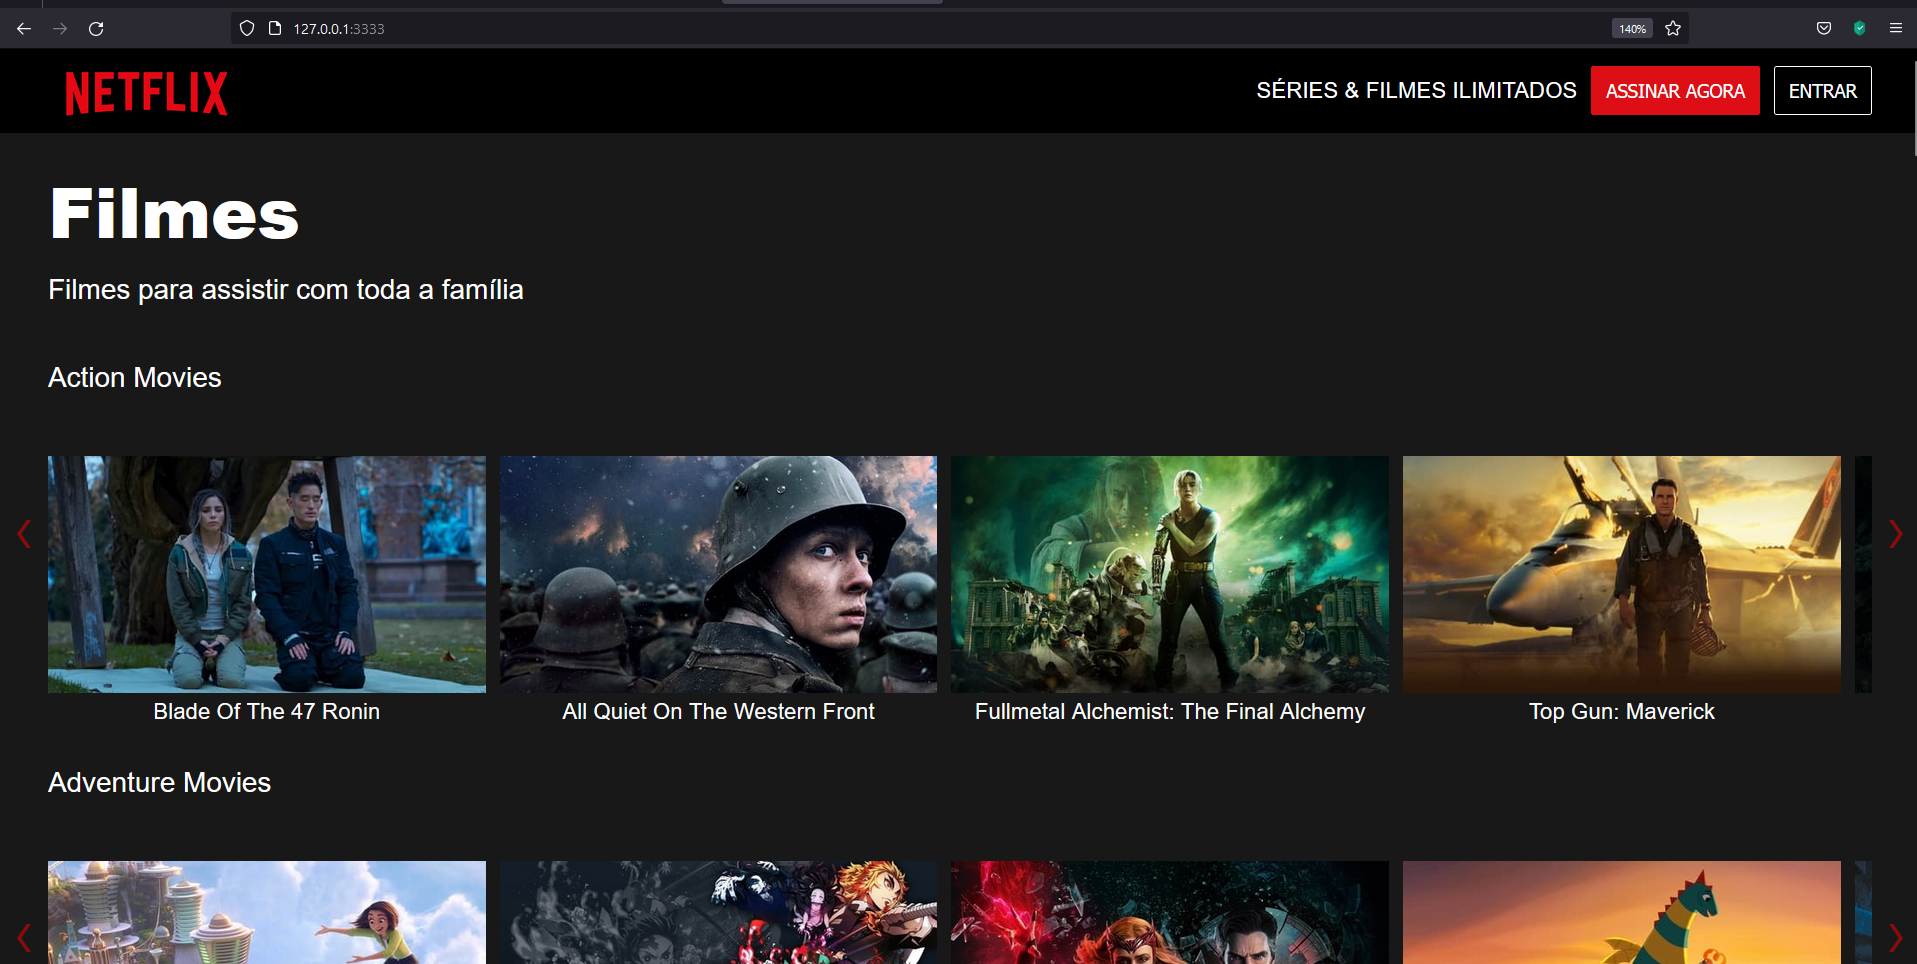 127.0.0.1:3333
140%
NETFLIX
SÉRIES & FILMES ILIMITADOS
ASSINAR AGORA
ENTRAR
Filmes
Filmes para assistir com toda a família
Action Movies
Blade Of The 47 Ronin
All Quiet On The Western Front
Fullmetal Alchemist: The Final Alchemy
Top Gun: Maverick
Adventure Movies